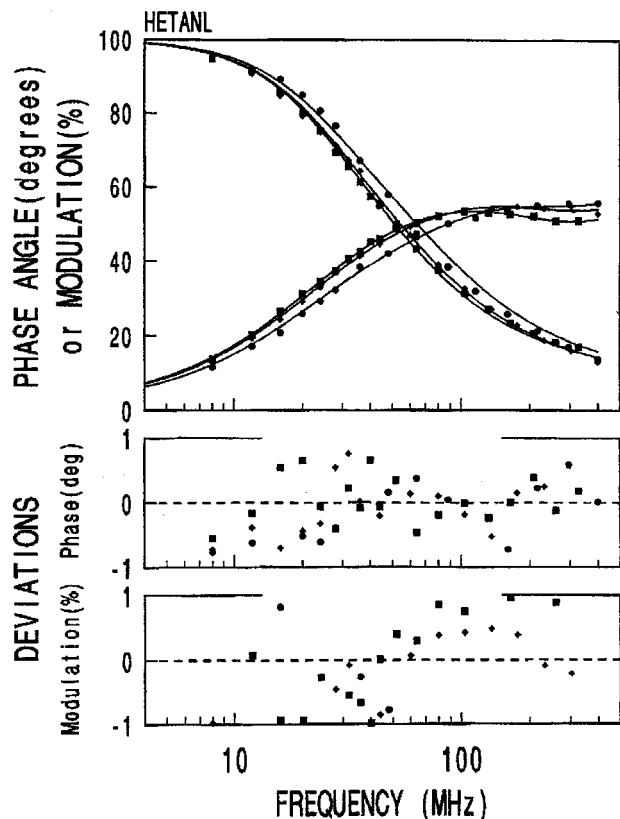 HETANL
PHASE ANGLE(degrees)
or MODULATION(%)
100
80
60
40
20
0
DEVIATIONS
Phase(deg)
1
0
-1
Modulation(%)
1
0
-1
10
100
FREQUENCY (MHz)